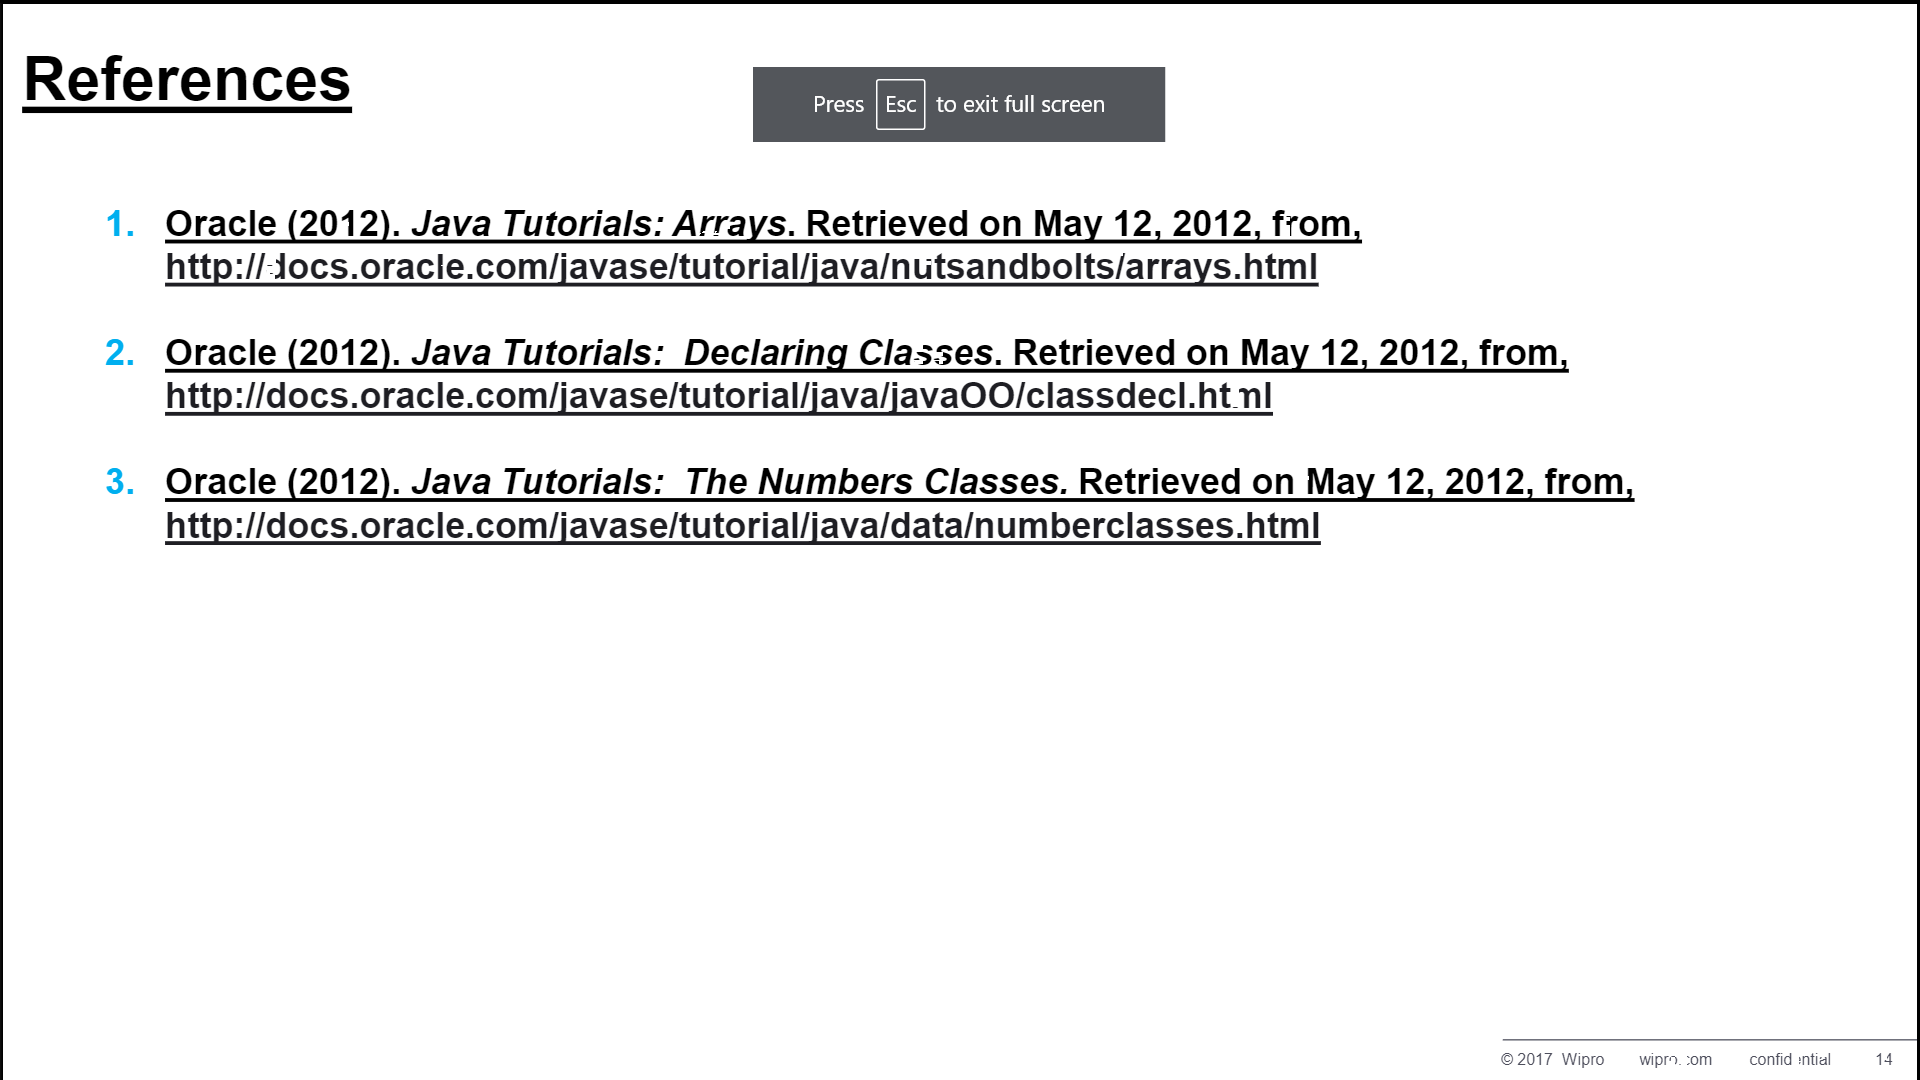 References
Press Esc to exit full screen
1. Oracle (2012). Java Tutorials: Arrays. Retrieved on May 12, 2012, from,
http://docs.oracle.com/javase/tutorial/java/nutsandbolts/arrays.html
2. Oracle (2012). Java Tutorials:  Declaring Classes. Retrieved on May 12, 2012, from,
http://docs.oracle.com/javase/tutorial/java/javaOO/classdecl.html
3. Oracle (2012). Java Tutorials:  The Numbers Classes. Retrieved on May 12, 2012, from,
http://docs.oracle.com/javase/tutorial/java/data/numberclasses.html
© 2017 Wipro wipro.com confidential 14